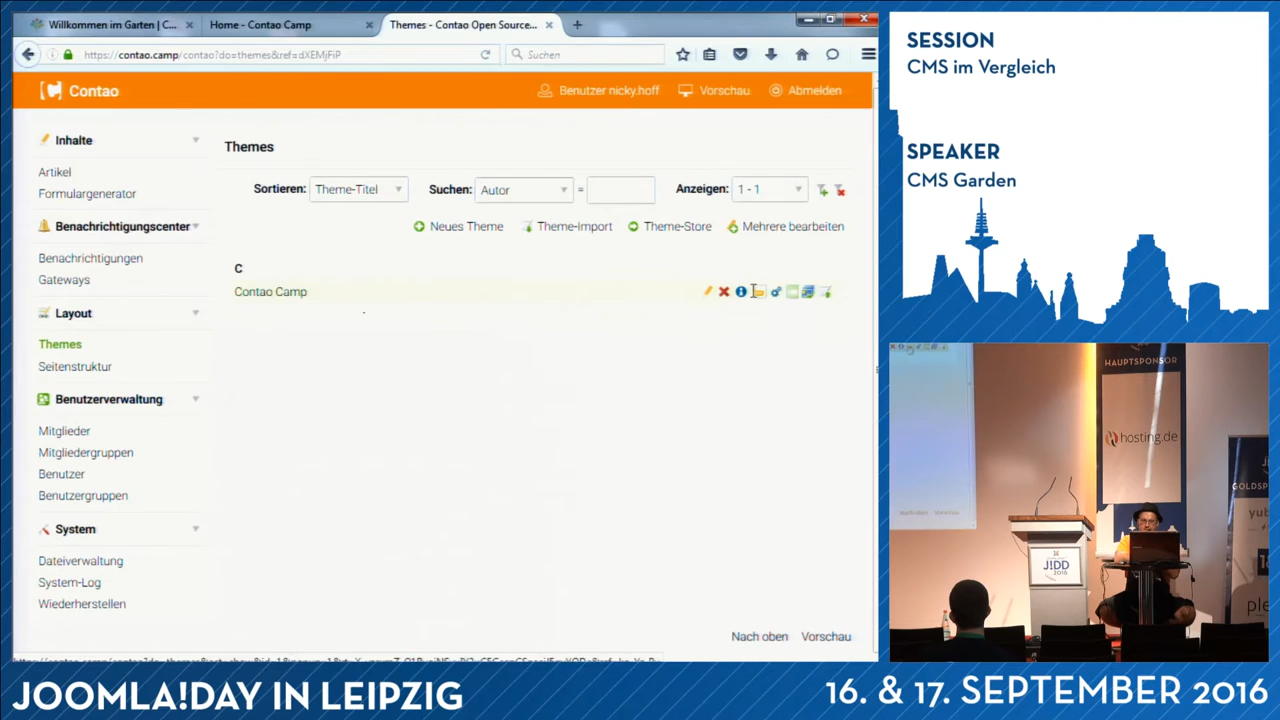 Willkommen im Garten | C...
Home - Contao Camp
Themes - Contao Open Source...
https://contao.camp/contao?do=themes&ref=dXEMjFiP
Suchen
Contao
Benutzer nicky.hoff
Vorschau
Abmelden
Inhalte
Artikel
Formulargenerator
Benachrichtigungscenter
Benachrichtigungen
Gateways
Layout
Themes
Seitenstruktur
Benutzerverwaltung
Mitglieder
Mitgliedergruppen
Benutzer
Benutzergruppen
System
Dateiverwaltung
System-Log
Wiederherstellen
Themes
Sortieren: Theme-Titel
Suchen: Autor =
Anzeigen: 1 - 1
Neues Theme
Theme-Import
Theme-Store
Mehrere bearbeiten
C
Contao Camp
Nach oben Vorschau
SESSION
CMS im Vergleich
SPEAKER
CMS Garden
HAUPTSPONSOR
hosting.de
J!DD
2016
JOOMLA!DAY IN LEIPZIG
16. & 17. SEPTEMBER 2016